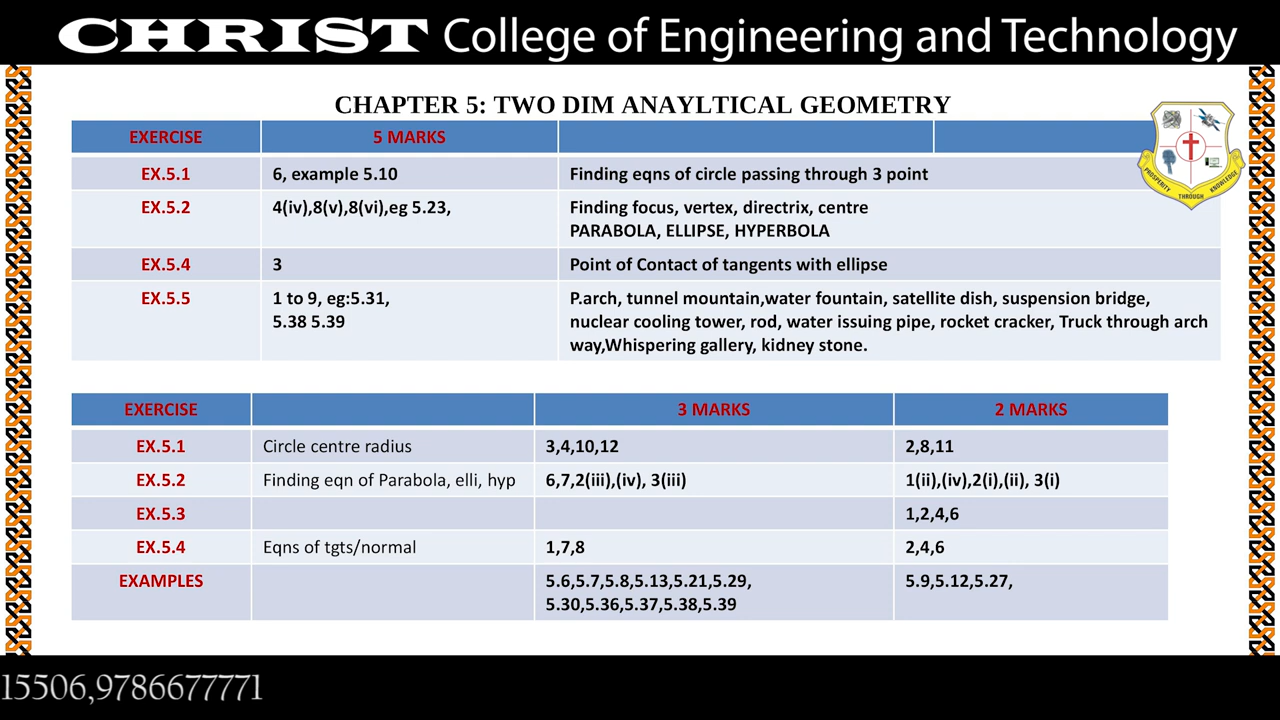 CHRIST College of Engineering and Technology
CHAPTER 5: TWO DIM ANAYLTICAL GEOMETRY
EXERCISE 5 MARKS
EX.5.1 6, example 5.10 Finding eqns of circle passing through 3 point
EX.5.2 4(iv),8(v),8(vi),eg 5.23, Finding focus, vertex, directrix, centre
PARABOLA, ELLIPSE, HYPERBOLA
EX.5.4 3 Point of Contact of tangents with ellipse
EX.5.5 1 to 9, eg:5.31, P.arch, tunnel mountain,water fountain, satellite dish, suspension bridge,
5.38 5.39 nuclear cooling tower, rod, water issuing pipe, rocket cracker, Truck through arch
way,Whispering gallery, kidney stone.
PROSPERITY THROUGH KNOWLEDGE
EXERCISE 3 MARKS 2 MARKS
EX.5.1 Circle centre radius 3,4,10,12 2,8,11
EX.5.2 Finding eqn of Parabola, elli, hyp 6,7,2(iii),(iv), 3(iii) 1(ii),(iv),2(i),(ii), 3(i)
EX.5.3 1,2,4,6
EX.5.4 Eqns of tgts/normal 1,7,8 2,4,6
EXAMPLES 5.6,5.7,5.8,5.13,5.21,5.29, 5.9,5.12,5.27,
5.30,5.36,5.37,5.38,5.39
15506,9786677771